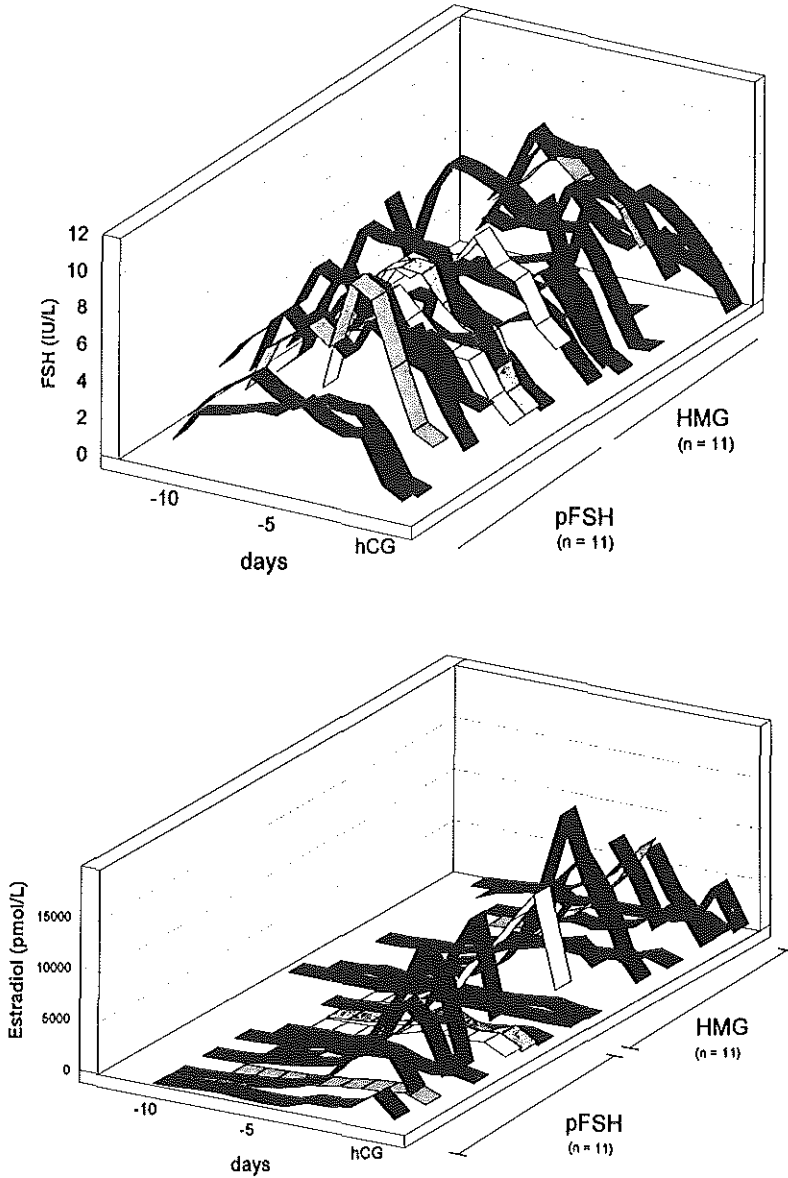 12
10
8
6
4
2
0
FSH (IU/L)
-10
-5
hCG
days
HMG
(n = 11)
pFSH
(n = 11)
15000
10000
5000
0
Estradiol (pmol/L)
-10
-5
hCG
days
HMG
(n = 11)
pFSH
(n = 11)